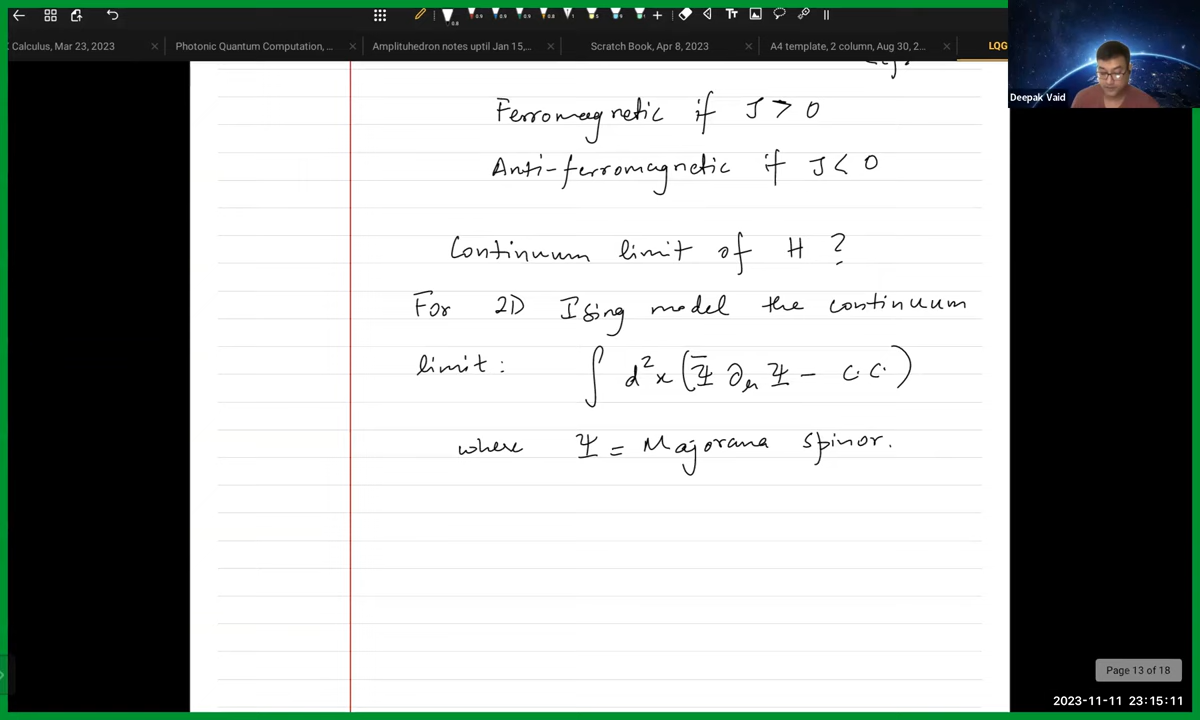 Calculus, Mar 23, 2023
Photonic Quantum Computation, ...
Amplituhedron notes uptil Jan 15,...
Scratch Book, Apr 8, 2023
A4 template, 2 column, Aug 30, 2...
LQG
Deepak Vaid
Ferromagnetic if J > 0
Anti-ferromagnetic if J < 0
Continuum limit of H ?
For 2D Ising model the continuum
limit: ∫ d²x (Ψ̄ ∂_μ Ψ - c.c.)
where Ψ = Majorana spinor.
Page 13 of 18
2023-11-11 23:15:11